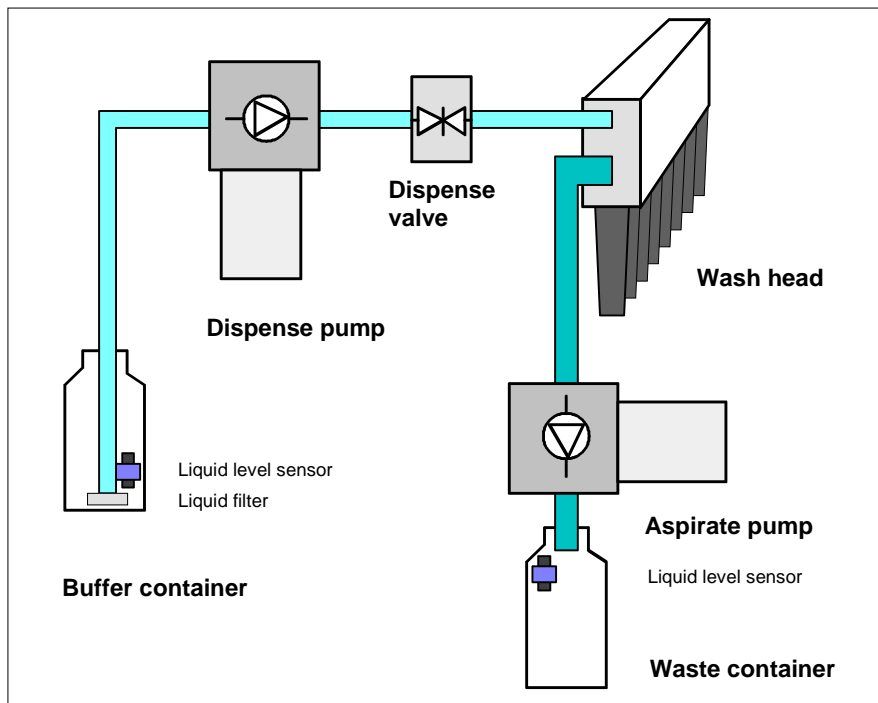 Dispense
valve
Wash head
Dispense pump
Liquid level sensor
Liquid filter
Aspirate pump
Buffer container
Liquid level sensor
Waste container